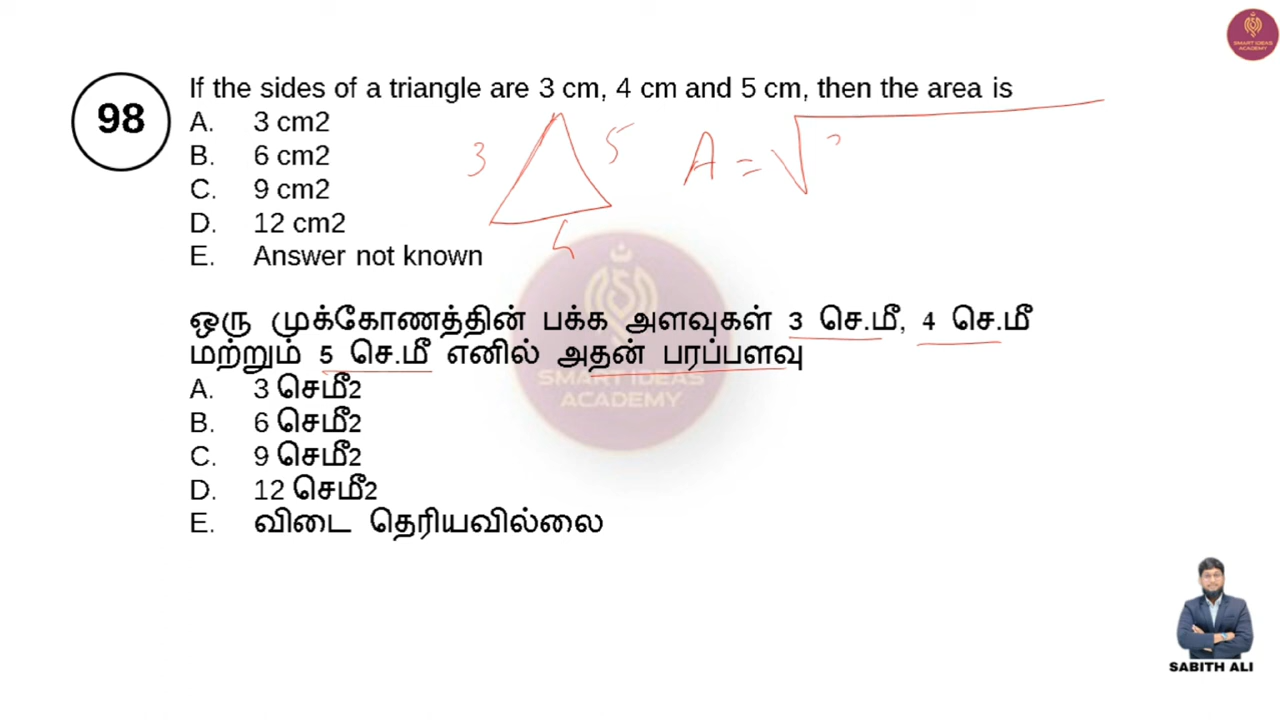 SMART IDEAS
ACADEMY
98
If the sides of a triangle are 3 cm, 4 cm and 5 cm, then the area is
A. 3 cm2
B. 6 cm2
C. 9 cm2
D. 12 cm2
E. Answer not known
3
5
A = √
ஒரு முக்கோணத்தின் பக்க அளவுகள் 3 செ.மீ, 4 செ.மீ
மற்றும் 5 செ.மீ எனில் அதன் பரப்பளவு
SMART IDEAS
ACADEMY
A. 3 செமீ2
B. 6 செமீ2
C. 9 செமீ2
D. 12 செமீ2
E. விடை தெரியவில்லை
SABITH ALI